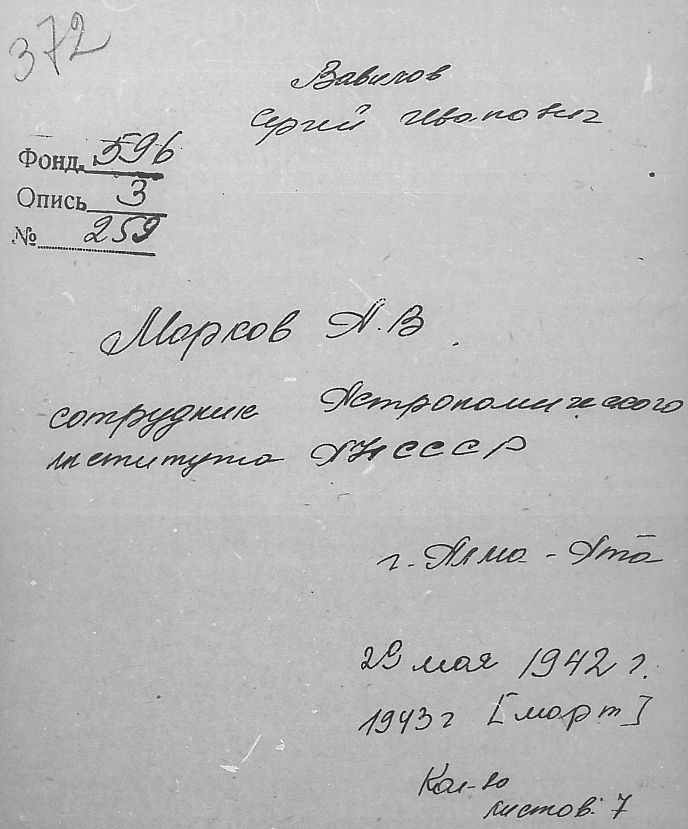 372
Вавилов
Сергей Иванович
Фонд 596
Опись 3
№ 259
Марков А.В.
сотрудник Астрономического
института АН СССР
г. Алма-Ата
29 мая 1942 г.
1943 г [март]
Кол-во
листов: 7